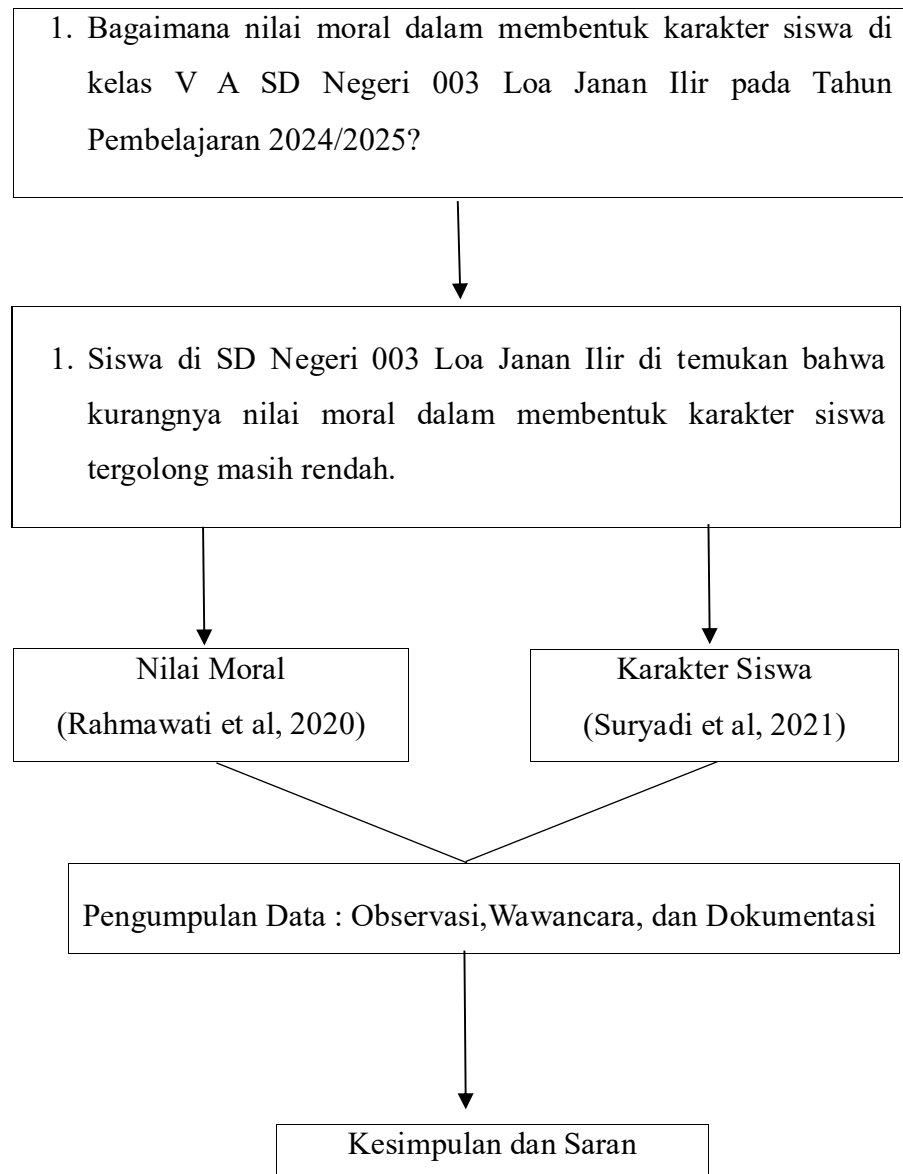 1. Bagaimana nilai moral dalam membentuk karakter siswa di
kelas V A SD Negeri 003 Loa Janan Ilir pada Tahun
Pembelajaran 2024/2025?
1. Siswa di SD Negeri 003 Loa Janan Ilir di temukan bahwa
kurangnya nilai moral dalam membentuk karakter siswa
tergolong masih rendah.
Nilai Moral
(Rahmawati et al, 2020)
Karakter Siswa
(Suryadi et al, 2021)
Pengumpulan Data : Observasi,Wawancara, dan Dokumentasi
Kesimpulan dan Saran